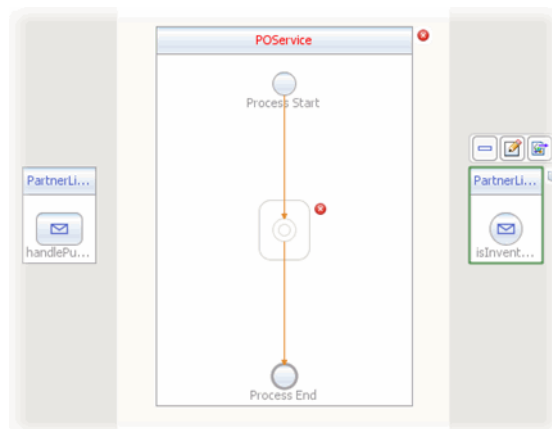 POService
Process Start
PartnerLi...
handlePu...
PartnerLi...
isInvent...
Process End